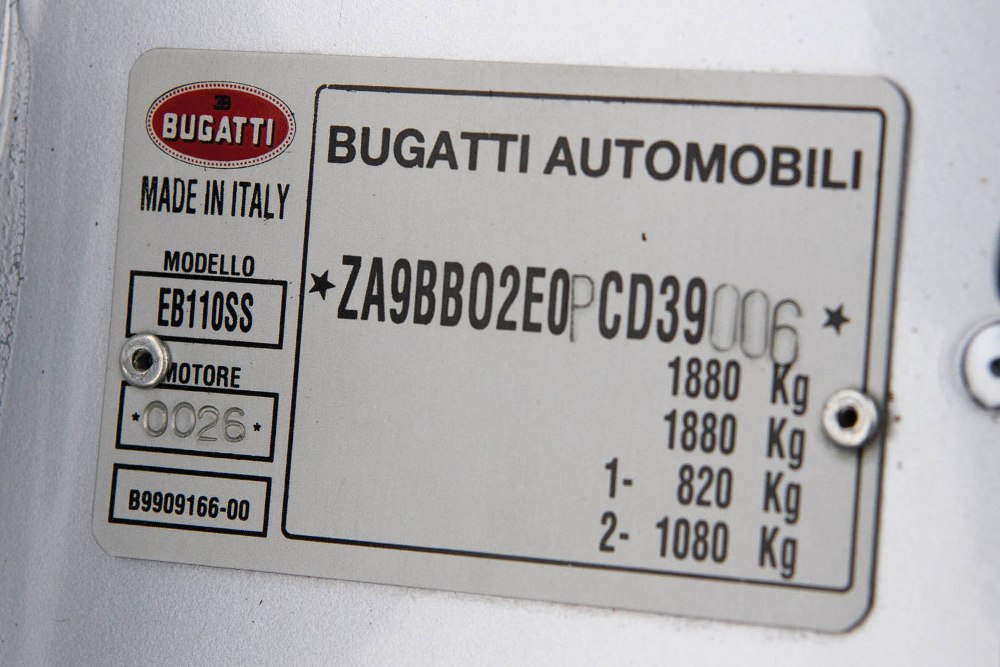 EB
BUGATTI
MADE IN ITALY
MODELLO
EB110SS
MOTORE
*0026*
B9909166-00
BUGATTI AUTOMOBILI
★ZA9BB02E0PCD39006★
1880 Kg
1880 Kg
1- 820 Kg
2- 1080 Kg